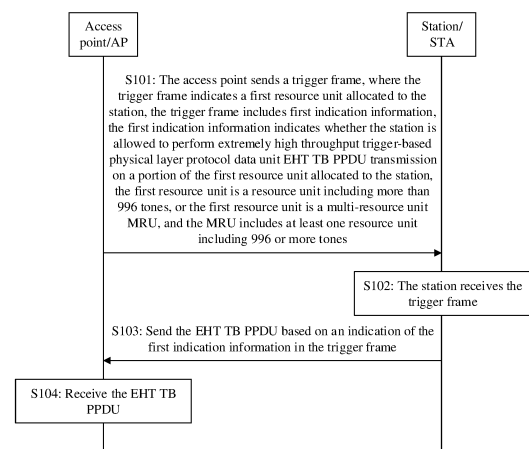 Access
point/AP
Station/
STA
S101: The access point sends a trigger frame, where the
trigger frame indicates a first resource unit allocated to the
station, the trigger frame includes first indication information,
the first indication information indicates whether the station is
allowed to perform extremely high throughput trigger-based
physical layer protocol data unit EHT TB PPDU transmission
on a portion of the first resource unit allocated to the station,
the first resource unit is a resource unit including more than
996 tones, or the first resource unit is a multi-resource unit
MRU, and the MRU includes at least one resource unit
including 996 or more tones
S102: The station receives the
trigger frame
S103: Send the EHT TB PPDU based on an indication of the
first indication information in the trigger frame
S104: Receive the EHT TB
PPDU